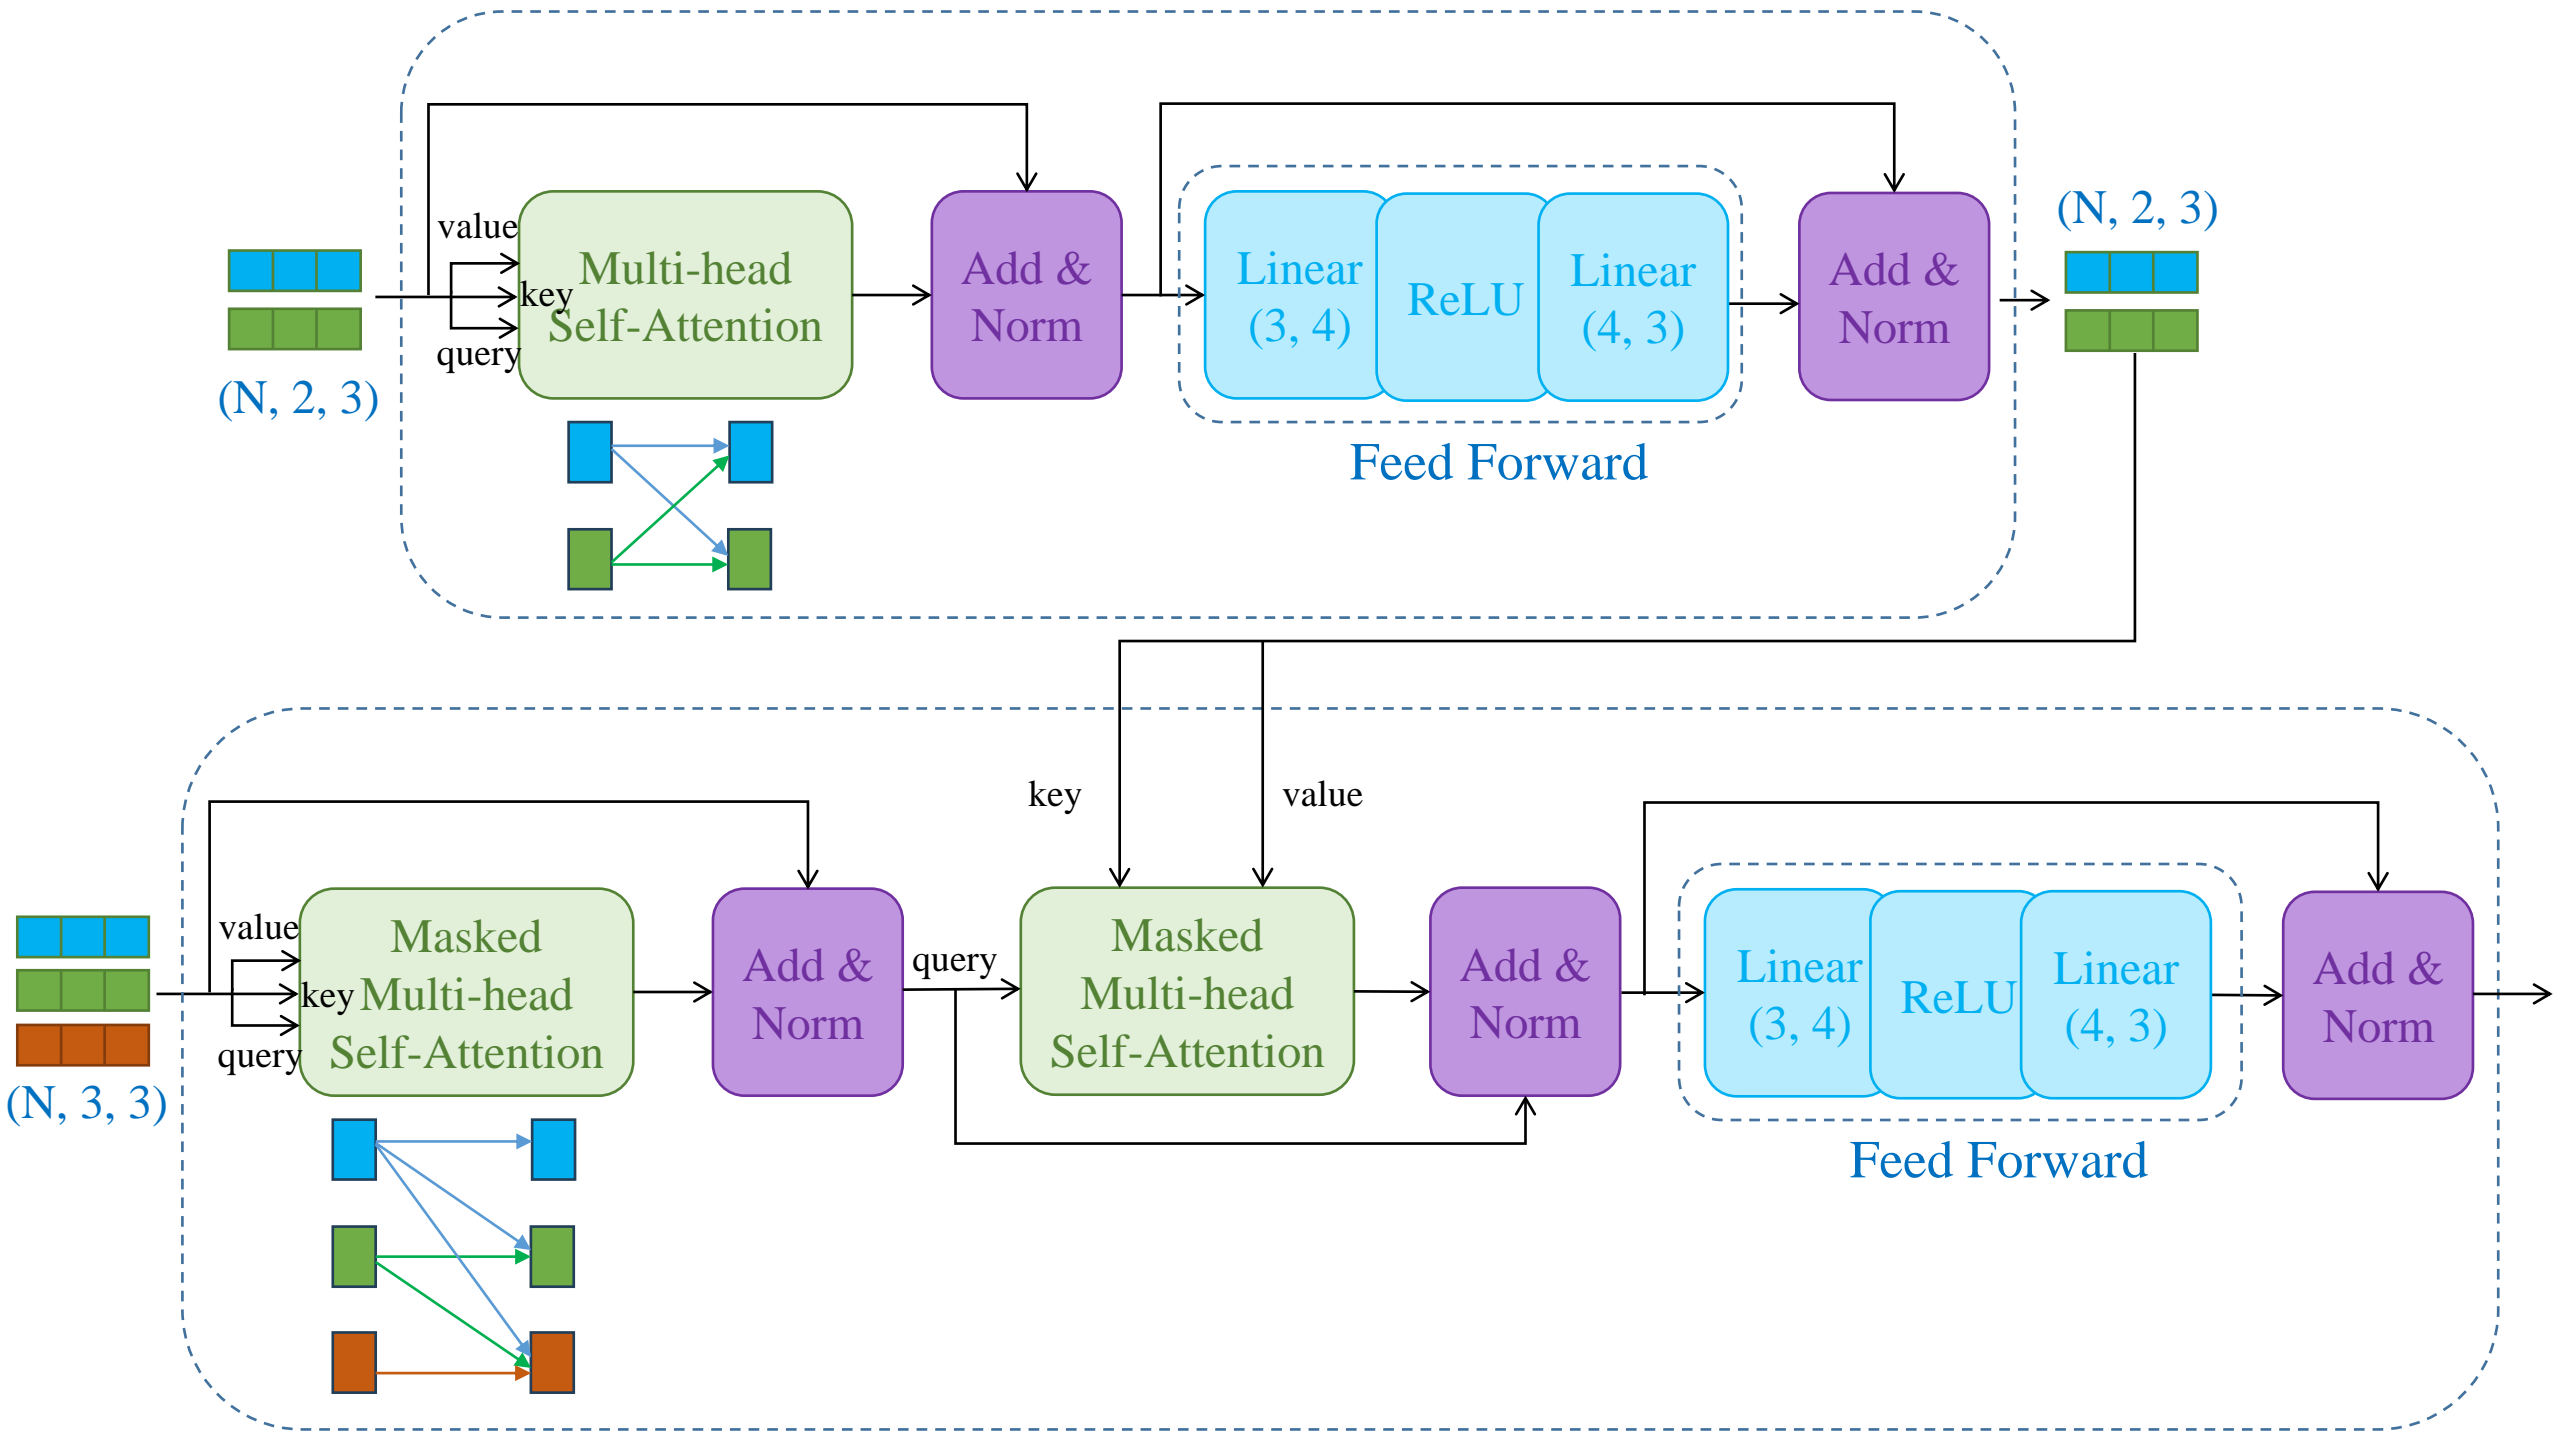 (N, 2, 3)
value
key
query
Multi-head
Self-Attention
Add &
Norm
Linear
(3, 4)
ReLU
Linear
(4, 3)
Feed Forward
Add &
Norm
(N, 2, 3)
key
value
(N, 3, 3)
value
key
query
Masked
Multi-head
Self-Attention
Add &
Norm
query
Masked
Multi-head
Self-Attention
Add &
Norm
Linear
(3, 4)
ReLU
Linear
(4, 3)
Feed Forward
Add &
Norm